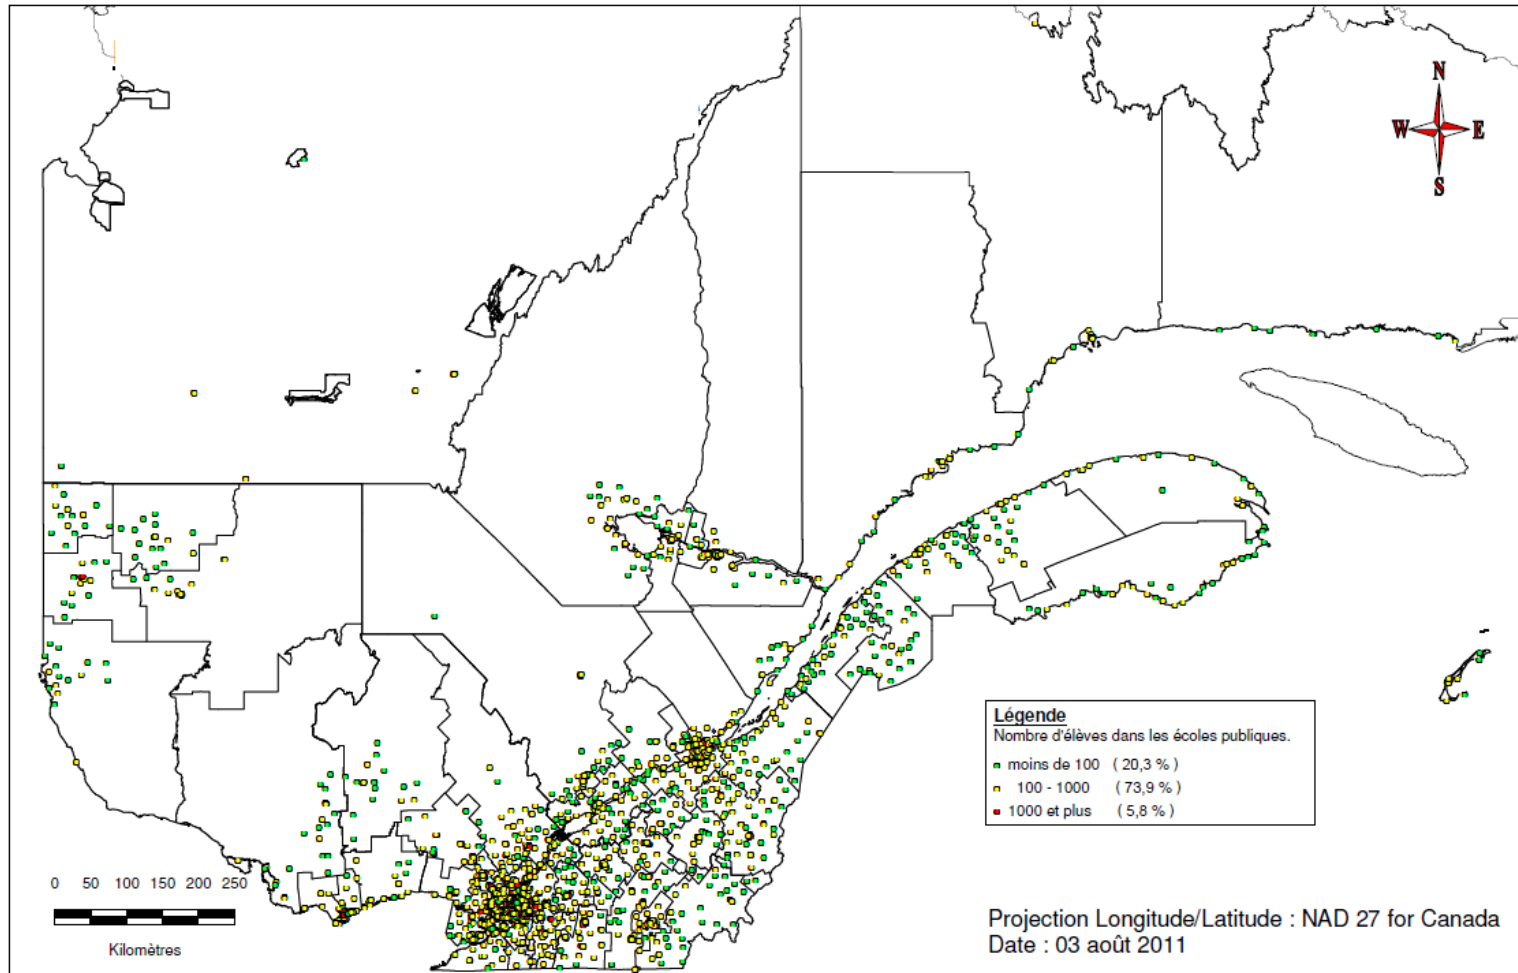 N
W E
S
Légende
Nombre d'élèves dans les écoles publiques.
moins de 100 ( 20,3 % )
100 - 1000 ( 73,9 % )
1000 et plus ( 5,8 % )
0 50 100 150 200 250
Kilomètres
Projection Longitude/Latitude : NAD 27 for Canada
Date : 03 août 2011